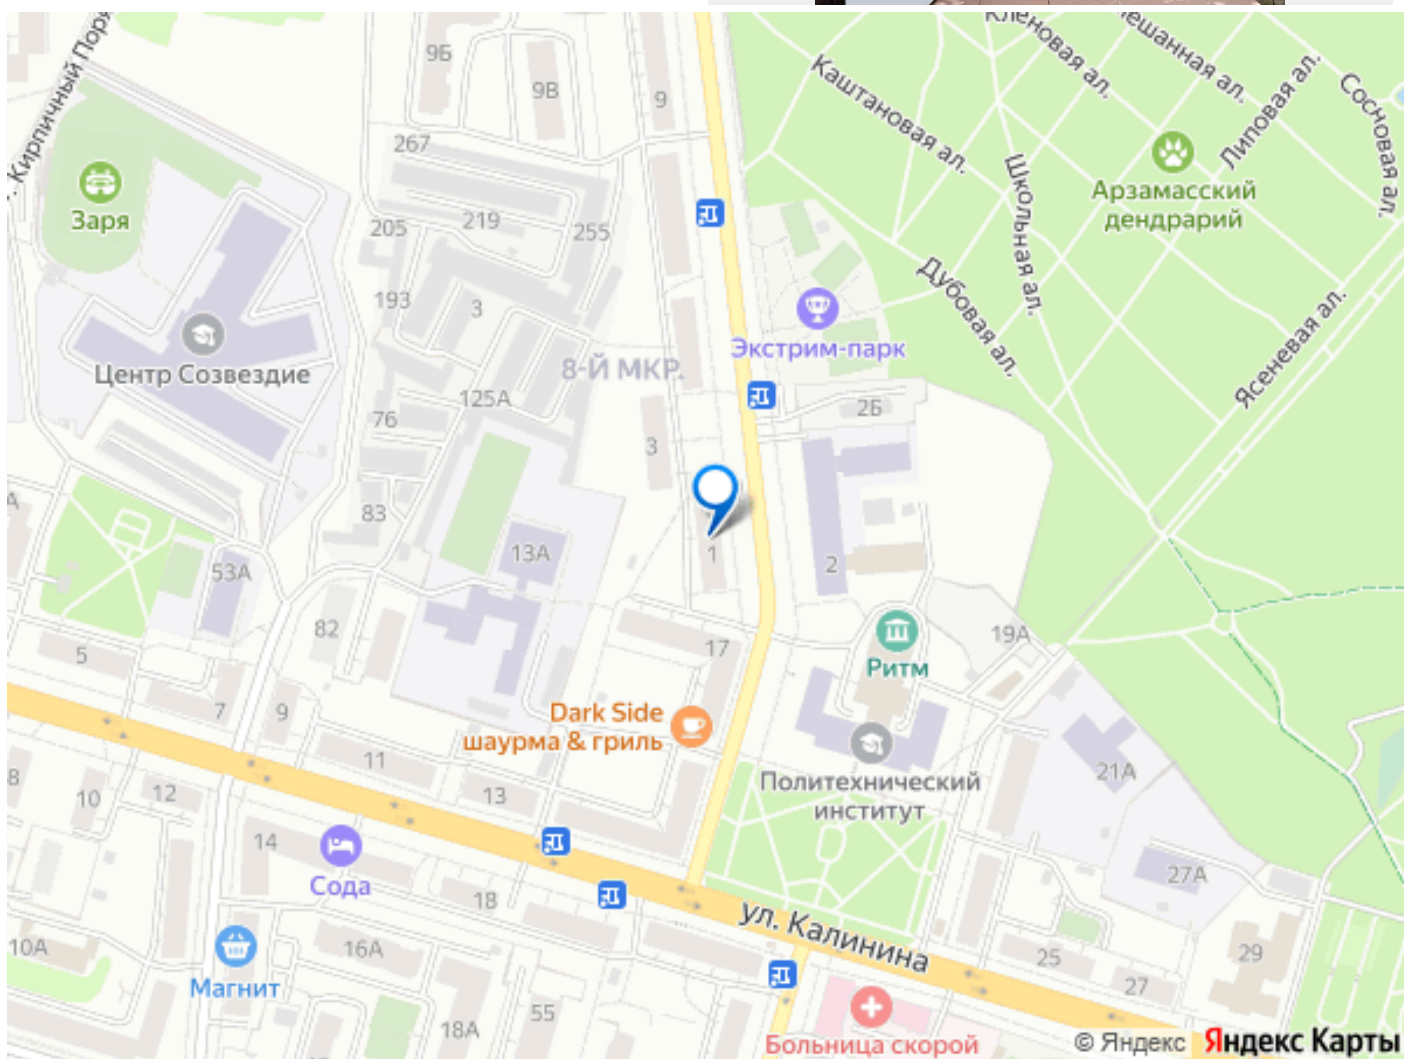 Кленовая ал.
Каштановая ал.
Липовая ал.
Сосновая ал.
Школьная ал.
Дубовая ал.
Ясеневая ал.
Кирпичный
9Б
9В
9
267
Заря
205
219
255
193
3
Арзамасский
дендрарий
Экстрим-парк
Центр Созвездие
8-Й МКР.
76
125А
2Б
3
83
13А
1
2
53А
82
19А
5
17
Ритм
7
9
Dark Side
шаурма & гриль
11
21А
Политехнический
институт
8
10
12
13
14
Сода
18
27А
ул. Калинина
10А
16А
25
29
Магнит
27
18А
55
Больница скорой
© Яндекс Яндекс Карты